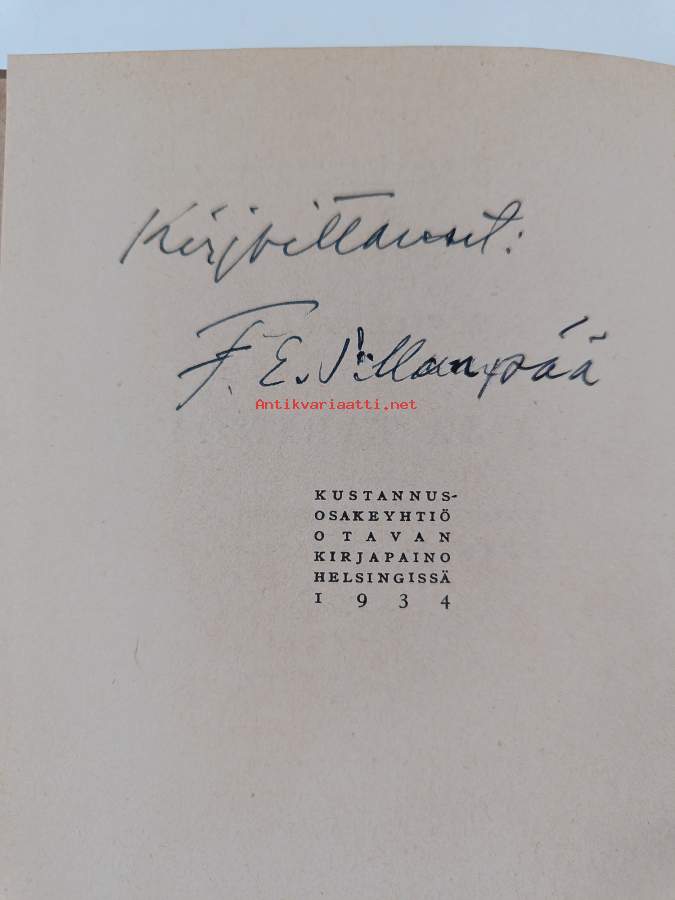 Kirjoittanut:
F. E. Sillanpää
Antikvariaatti.net
KUSTANNUS-
OSAKEYHTIÖ
OTAVAN
KIRJAPAINO
HELSINGISSÄ
1934